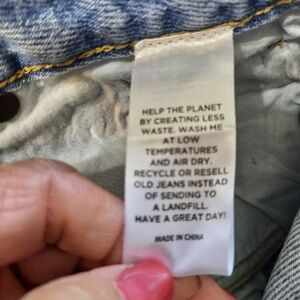 HELP THE PLANET
BY CREATING LESS
WASTE. WASH ME
AT LOW
TEMPERATURES
AND AIR DRY.
RECYCLE OR RESELL
OLD JEANS INSTEAD
OF SENDING TO
A LANDFILL.
HAVE A GREAT DAY!
MADE IN CHINA